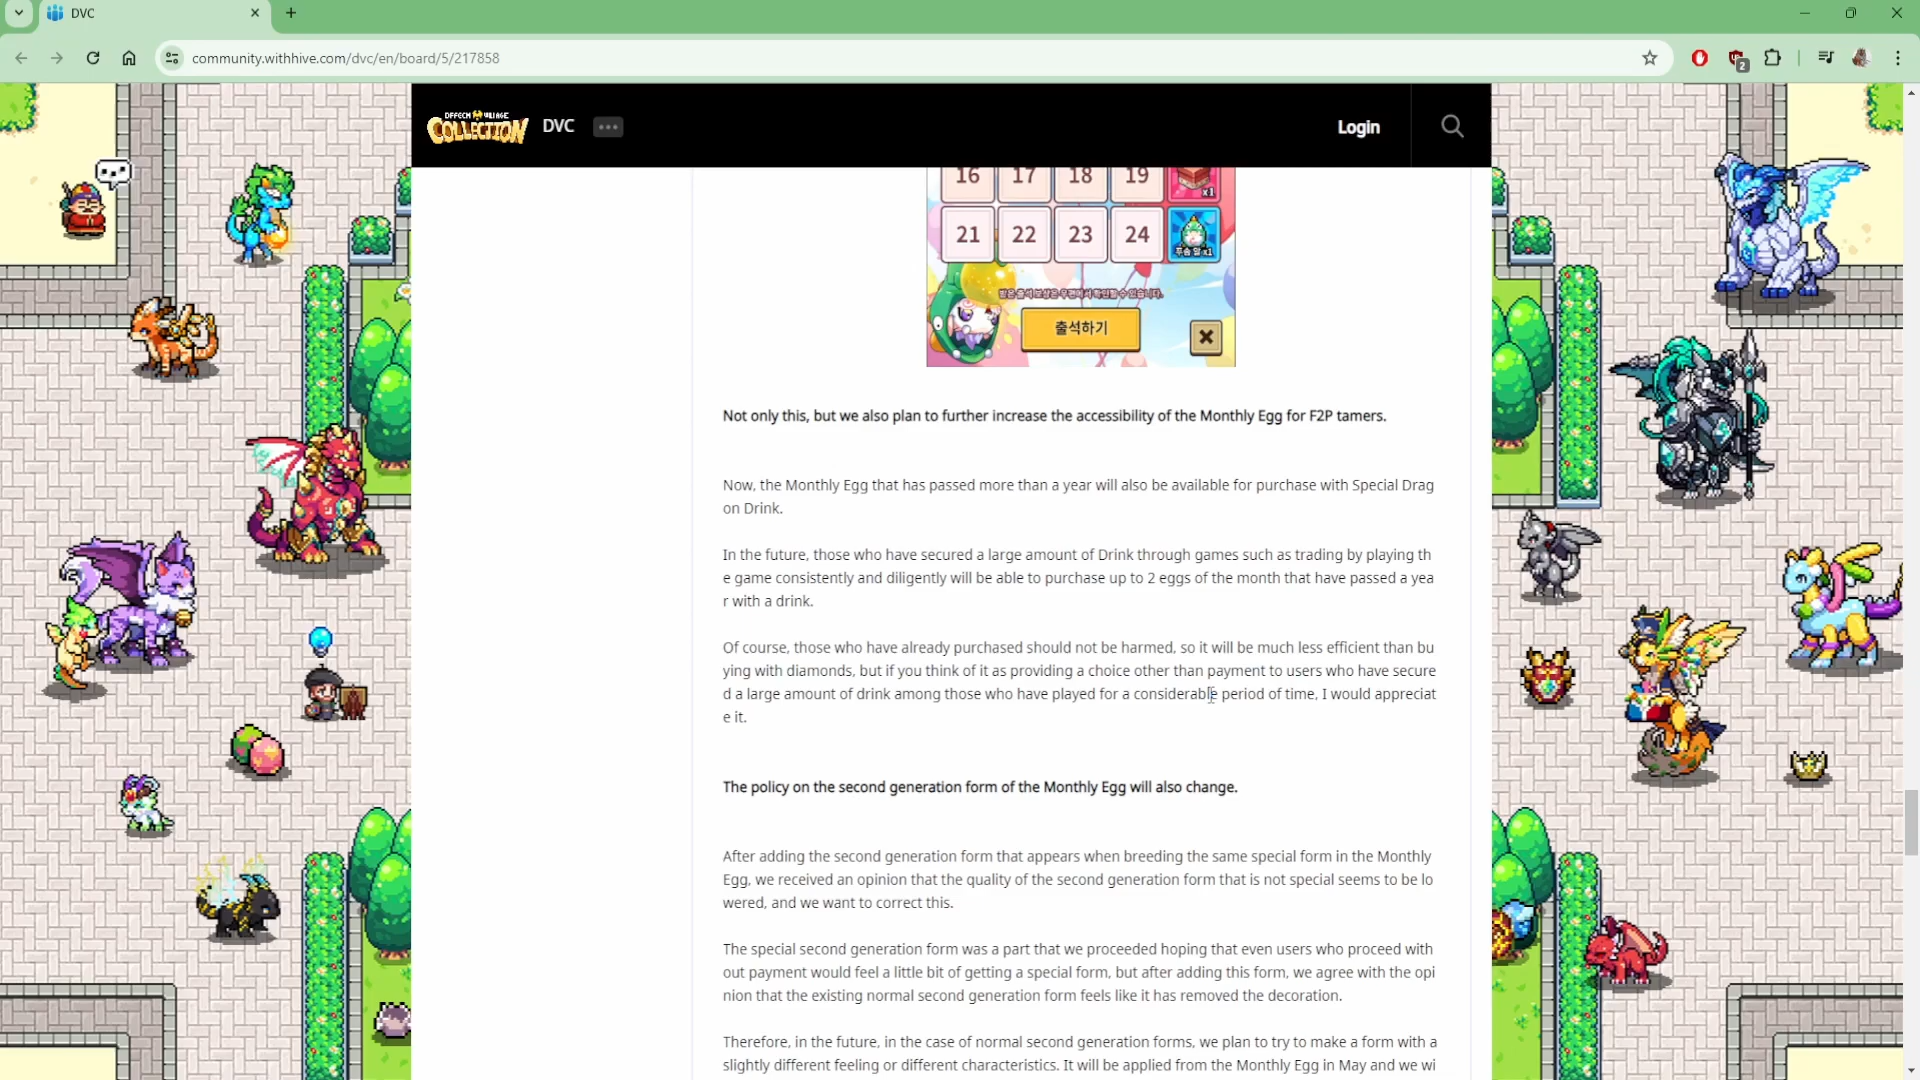 DVC
community.withhive.com/dvc/en/board/5/217858
2
DRAGON VILLAGE
COLLECTION
DVC
Login
16 17 18 19
x1
21 22 23 24
출석하기
Not only this, but we also plan to further increase the accessibility of the Monthly Egg for F2P tamers.
Now, the Monthly Egg that has passed more than a year will also be available for purchase with Special Drag
on Drink.
In the future, those who have secured a large amount of Drink through games such as trading by playing th
e game consistently and diligently will be able to purchase up to 2 eggs of the month that have passed a yea
r with a drink.
Of course, those who have already purchased should not be harmed, so it will be much less efficient than bu
ying with diamonds, but if you think of it as providing a choice other than payment to users who have secure
d a large amount of drink among those who have played for a considerable period of time, I would appreciat
e it.
The policy on the second generation form of the Monthly Egg will also change.
After adding the second generation form that appears when breeding the same special form in the Monthly
Egg, we received an opinion that the quality of the second generation form that is not special seems to be lo
wered, and we want to correct this.
The special second generation form was a part that we proceeded hoping that even users who proceed with
out payment would feel a little bit of getting a special form, but after adding this form, we agree with the opi
nion that the existing normal second generation form feels like it has removed the decoration.
Therefore, in the future, in the case of normal second generation forms, we plan to try to make a form with a
slightly different feeling or different characteristics. It will be applied from the Monthly Egg in May and we wi